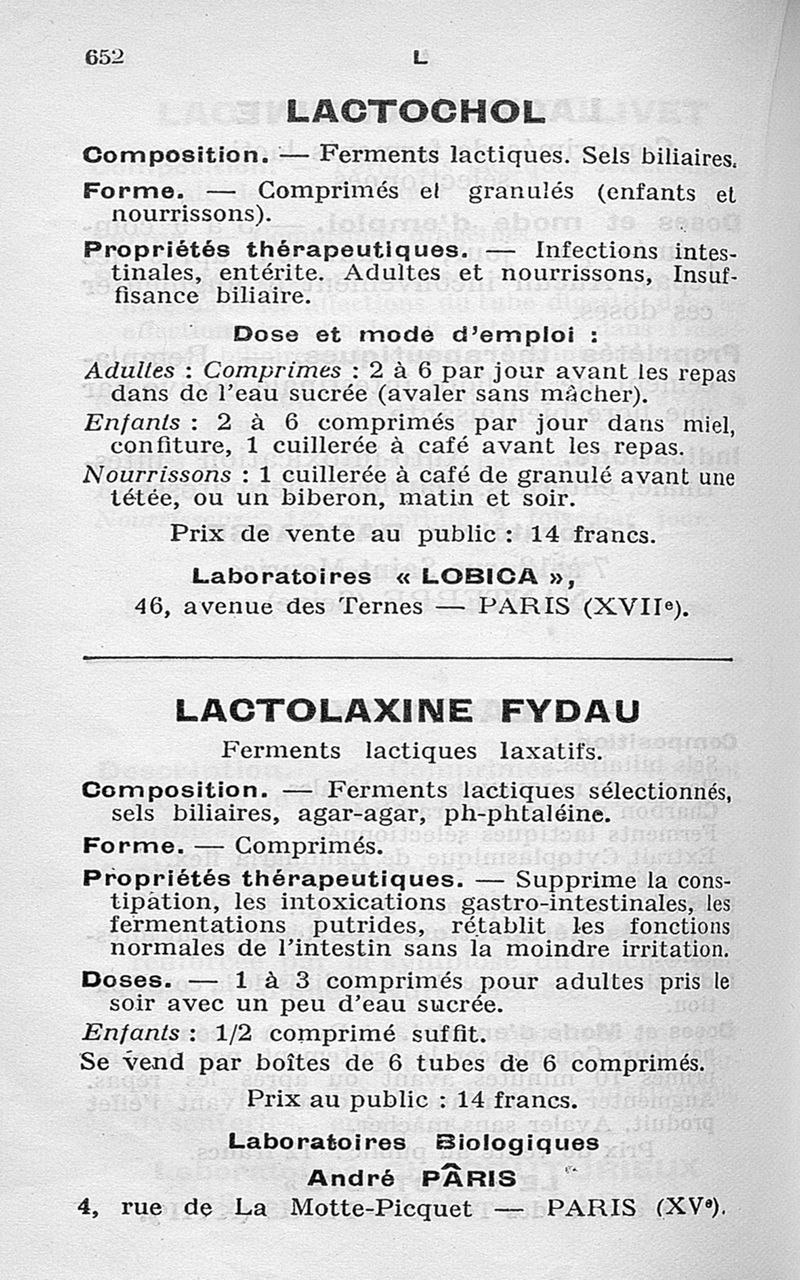 652
L
LACTOCHOL
Composition. — Ferments lactiques. Sels biliaires.
Forme. — Comprimés et granulés (enfants et
nourrissons).
Propriétés thérapeutiques. — Infections intes-
tinales, entérite. Adultes et nourrissons, Insuf-
fisance biliaire.
Dose et mode d'emploi :
Adultes : Comprimes : 2 à 6 par jour avant les repas
dans de l'eau sucrée (avaler sans mâcher).
Enfants : 2 à 6 comprimés par jour dans miel,
confiture, 1 cuillerée à café avant les repas.
Nourrissons : 1 cuillerée à café de granulé avant une
tétée, ou un biberon, matin et soir.
Prix de vente au public : 14 francs.
Laboratoires « LOBICA »,
46, avenue des Ternes — PARIS (XVIIe).
LACTOLAXINE FYDAU
Ferments lactiques laxatifs.
Composition. — Ferments lactiques sélectionnés,
sels biliaires, agar-agar, ph-phtaléine.
Forme. — Comprimés.
Propriétés thérapeutiques. — Supprime la cons-
tipation, les intoxications gastro-intestinales, les
fermentations putrides, rétablit les fonctions
normales de l'intestin sans la moindre irritation.
Doses. — 1 à 3 comprimés pour adultes pris le
soir avec un peu d'eau sucrée.
Enfants : 1/2 comprimé suffit.
Se vend par boîtes de 6 tubes de 6 comprimés.
Prix au public : 14 francs.
Laboratoires Biologiques
André PÂRIS
4, rue de La Motte-Picquet — PARIS (XVe).